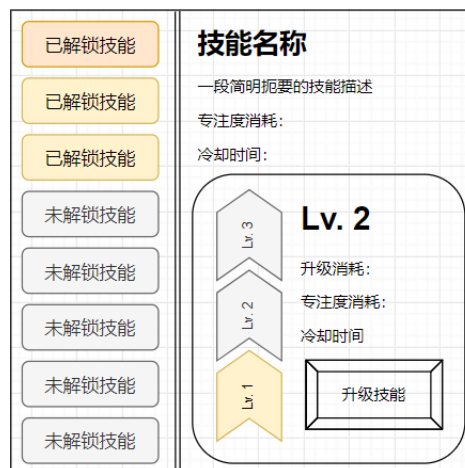 已解锁技能
已解锁技能
已解锁技能
未解锁技能
未解锁技能
未解锁技能
未解锁技能
未解锁技能
技能名称
一段简明扼要的技能描述
专注度消耗:
冷却时间:
Lv. 3
Lv. 2
Lv. 1
Lv. 2
升级消耗:
专注度消耗:
冷却时间
升级技能